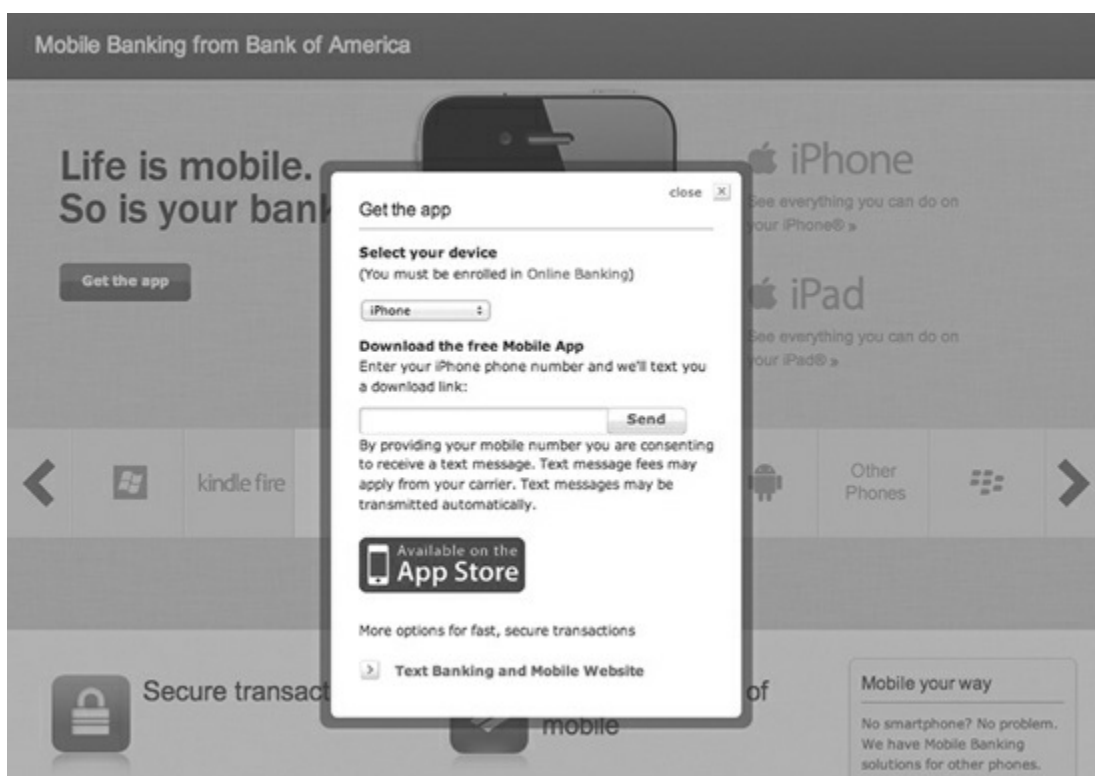 Mobile Banking from Bank of America
Life is mobile.
So is your bank
Get the app
iPhone
See everything you can do on
your iPhone® »
iPad
See everything you can do on
your iPad® »
close x
Get the app
Select your device
(You must be enrolled in Online Banking)
iPhone
Download the free Mobile App
Enter your iPhone phone number and we'll text you
a download link:
Send
By providing your mobile number you are consenting
to receive a text message. Text message fees may
apply from your carrier. Text messages may be
transmitted automatically.
Available on the
App Store
More options for fast, secure transactions
Text Banking and Mobile Website
kindle fire
Other
Phones
Secure transact
of
mobile
Mobile your way
No smartphone? No problem.
We have Mobile Banking
solutions for other phones.